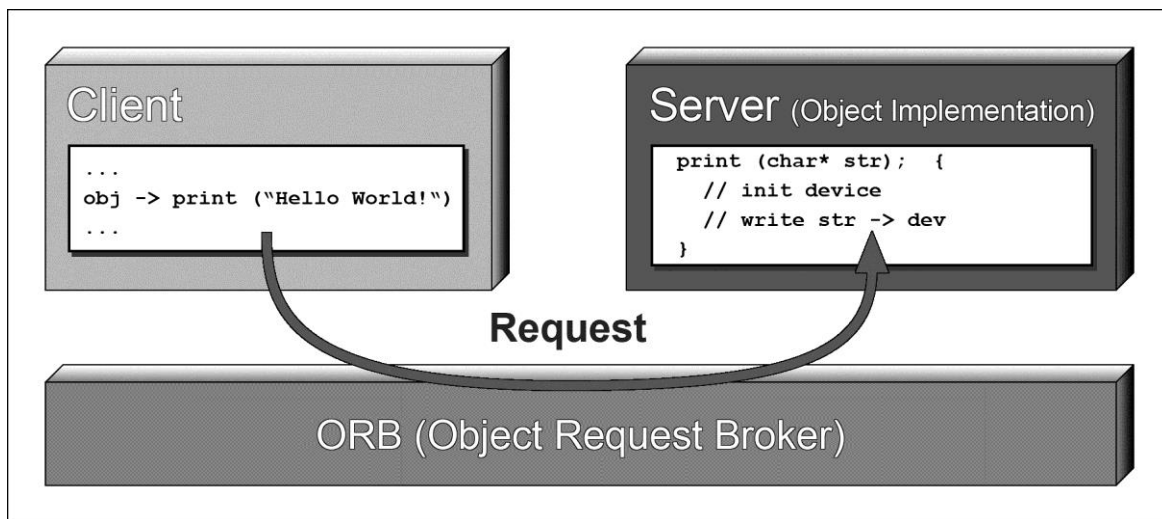 Client
...
obj -> print (“Hello World!“)
...
Server (Object Implementation)
print (char* str);  {
// init device
// write str -> dev
}
Request
ORB (Object Request Broker)